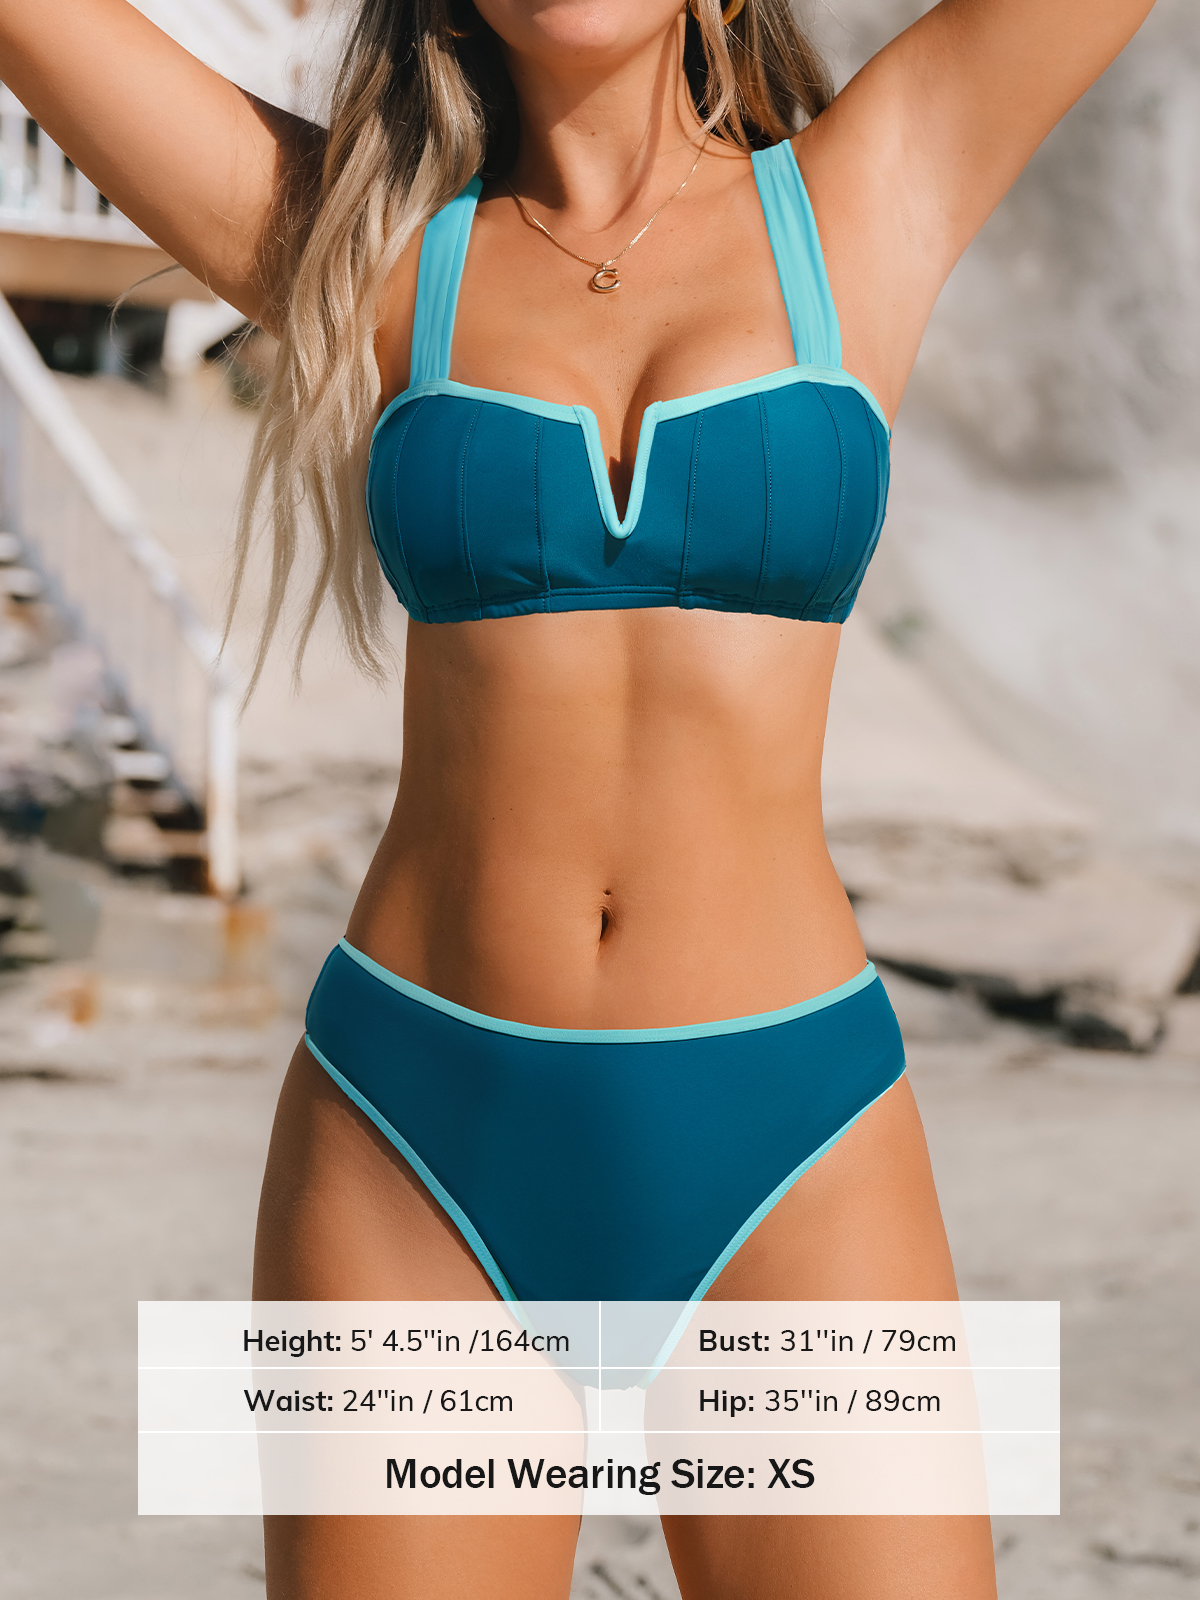 Height: 5' 4.5''in /164cm
Bust: 31''in / 79cm
Waist: 24''in / 61cm
Hip: 35''in / 89cm
Model Wearing Size: XS